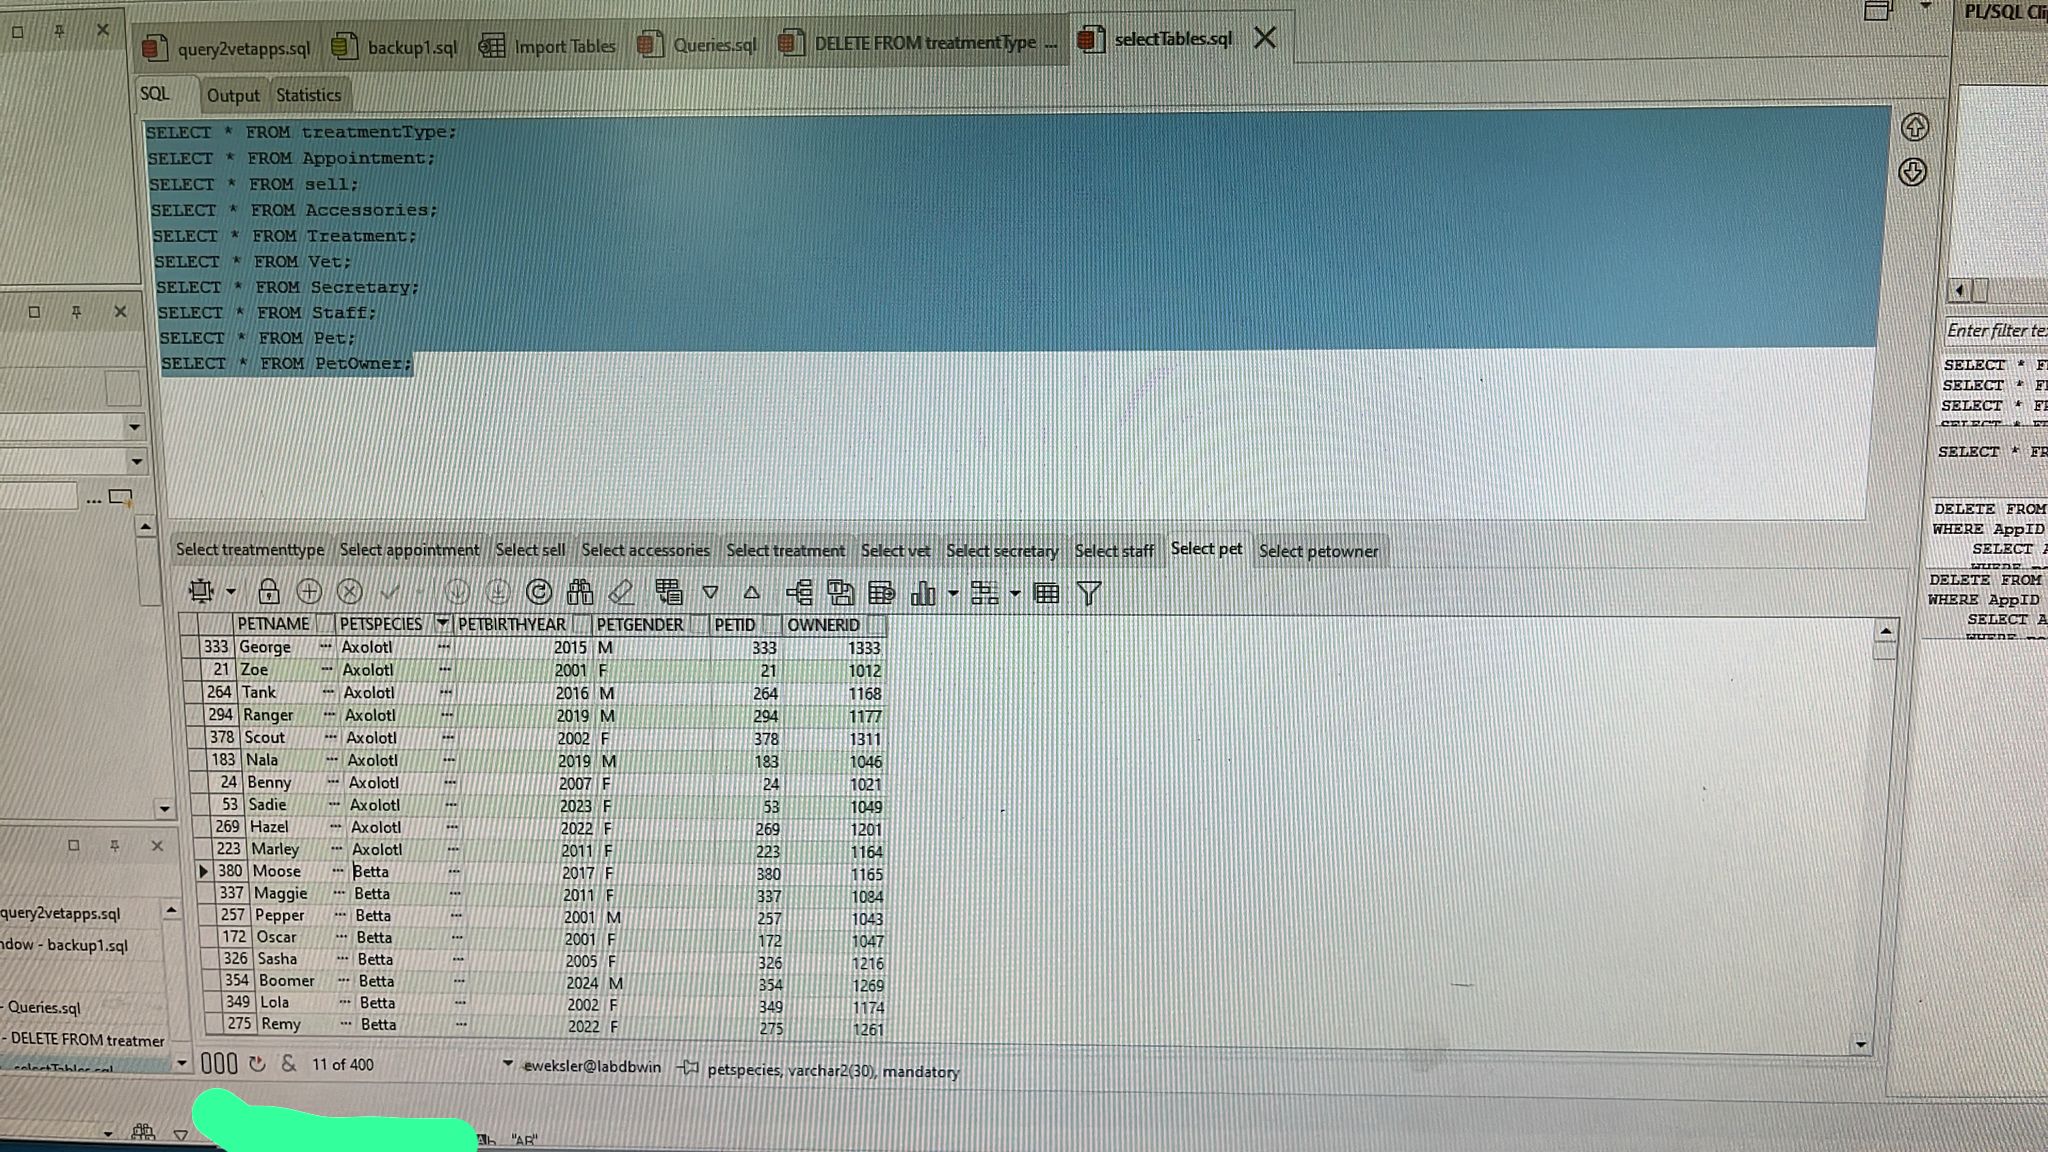 PL/SQL Cli
query2vetapps.sql backup1.sql Import Tables Queries.sql DELETE FROM treatmentType ... selectTables.sql
SQL Output Statistics
SELECT * FROM treatmentType;
SELECT * FROM Appointment;
SELECT * FROM sell;
SELECT * FROM Accessories;
SELECT * FROM Treatment;
SELECT * FROM Vet;
SELECT * FROM Secretary;
SELECT * FROM Staff;
SELECT * FROM Pet;
SELECT * FROM PetOwner;
Enter filter te
SELECT * F
SELECT * F
SELECT * F
SELECT * FR
DELETE FROM
WHERE AppID
SELECT A
DELETE FROM
WHERE AppID
SELECT A
Select treatmenttype Select appointment Select sell Select accessories Select treatment Select vet Select secretary Select staff Select pet Select petowner
PETNAME PETSPECIES PETBIRTHYEAR PETGENDER PETID OWNERID
333 George ... Axolotl ... 2015 M 333 1333
21 Zoe ... Axolotl ... 2001 F 21 1012
264 Tank ... Axolotl ... 2016 M 264 1168
294 Ranger ... Axolotl ... 2019 M 294 1177
378 Scout ... Axolotl ... 2002 F 378 1311
183 Nala ... Axolotl ... 2019 M 183 1046
24 Benny ... Axolotl ... 2007 F 24 1021
53 Sadie ... Axolotl ... 2023 F 53 1049
269 Hazel ... Axolotl ... 2022 F 269 1201
223 Marley ... Axolotl ... 2011 F 223 1164
380 Moose ... Betta ... 2017 F 380 1165
337 Maggie ... Betta ... 2011 F 337 1084
257 Pepper ... Betta ... 2001 M 257 1043
172 Oscar ... Betta ... 2001 F 172 1047
326 Sasha ... Betta ... 2005 F 326 1216
354 Boomer ... Betta ... 2024 M 354 1269
349 Lola ... Betta ... 2002 F 349 1174
275 Remy ... Betta ... 2022 F 275 1261
query2vetapps.sql
ndow - backup1.sql
- Queries.sql
- DELETE FROM treatmer
& 11 of 400 eweksler@labdbwin petspecies, varchar2(30), mandatory
"AB"